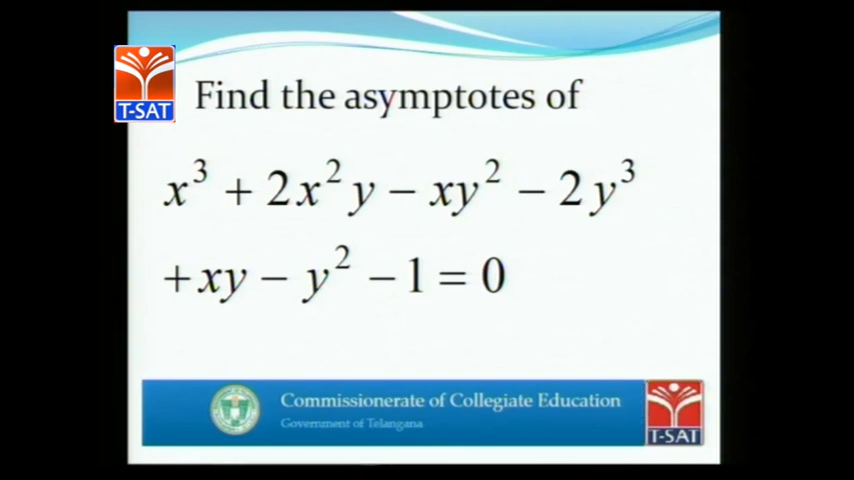 T-SAT
Find the asymptotes of
x³ + 2x²y − xy² − 2y³
+xy − y² − 1 = 0
Commissionerate of Collegiate Education
Government of Telangana
T-SAT